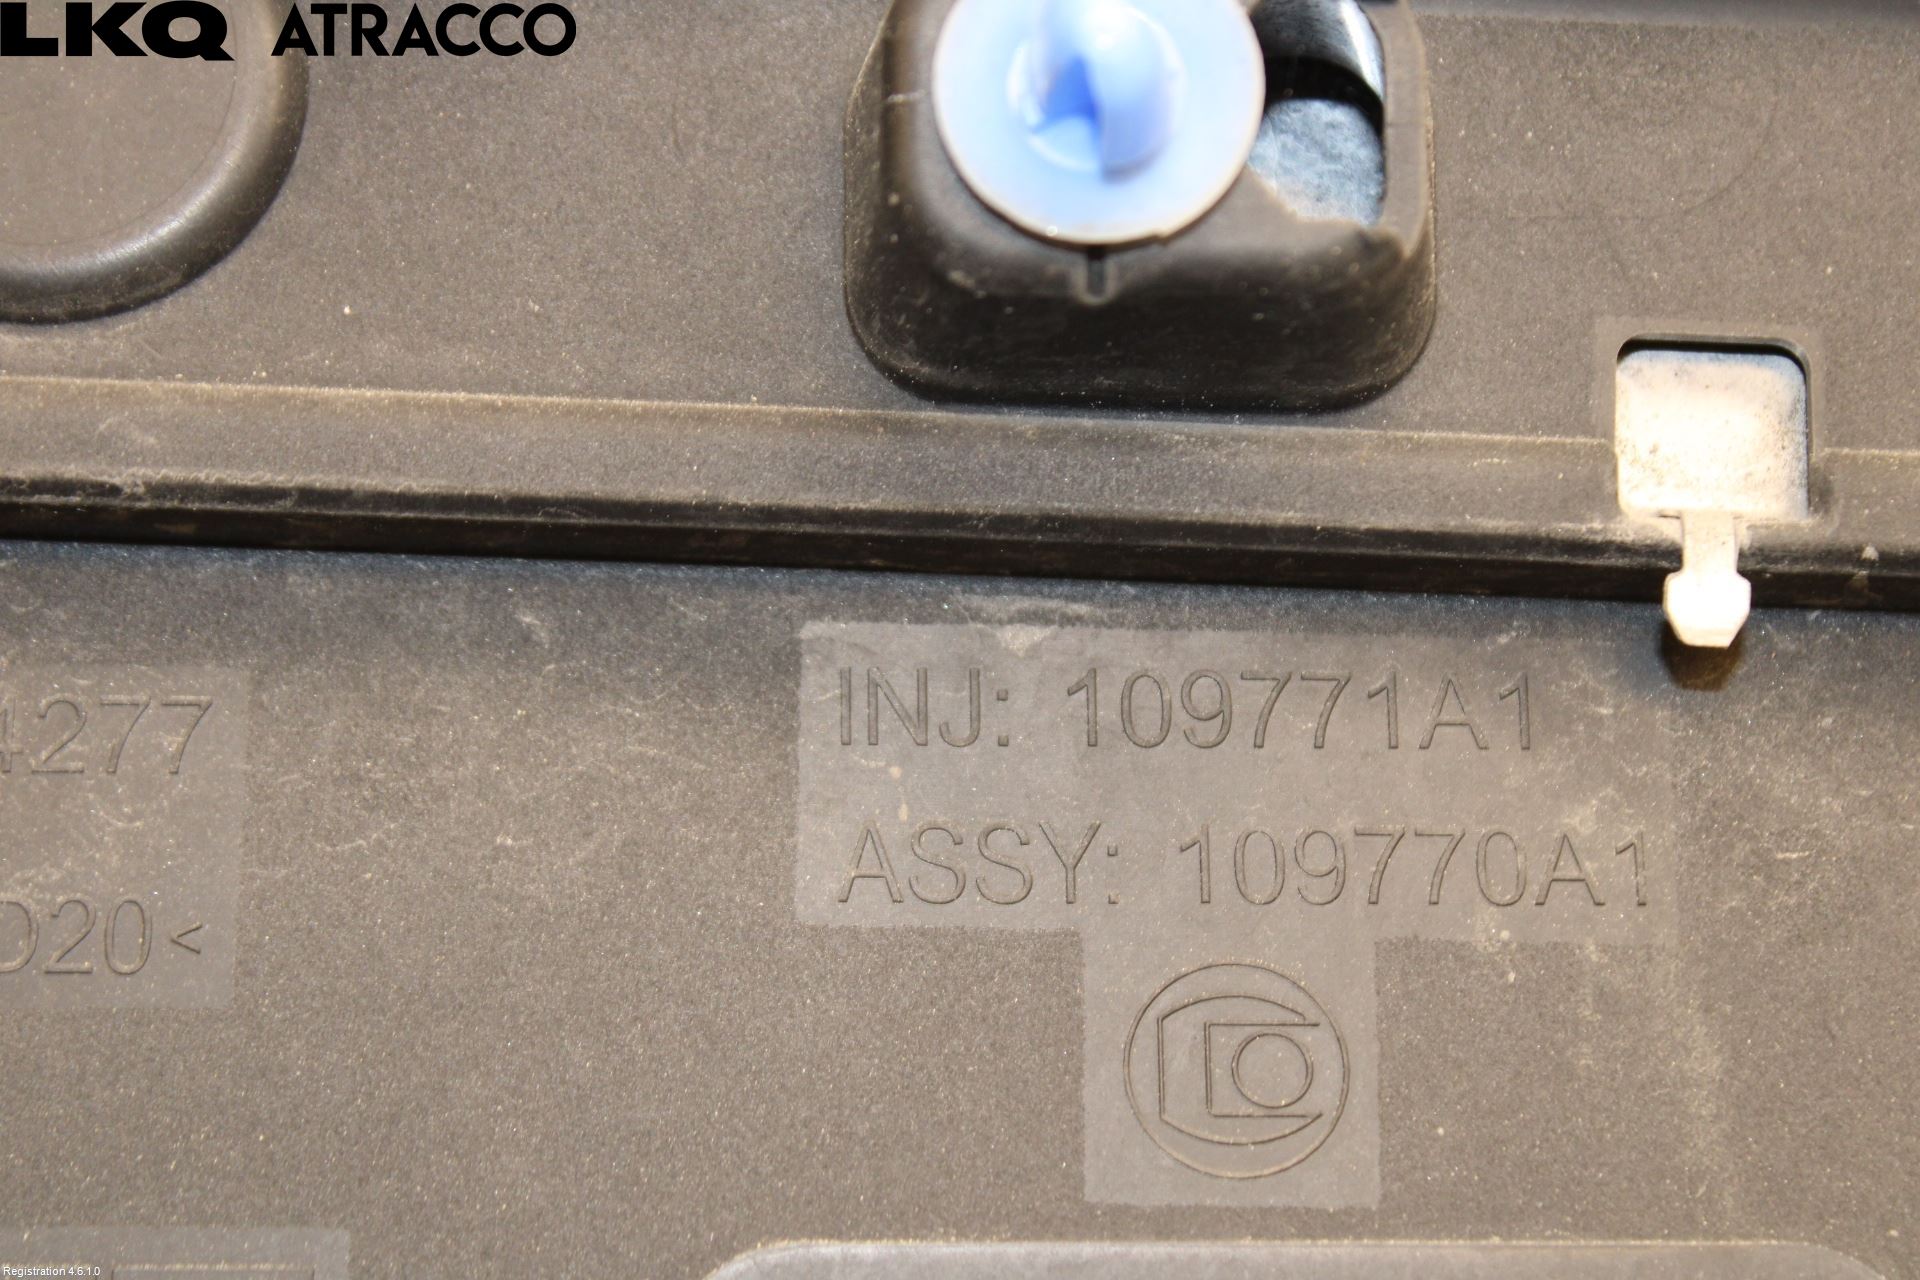 LKQ ATRACCO
INJ: 109771A1
4277
ASSY: 109770A1
D20<
Registration 4.6.1.0